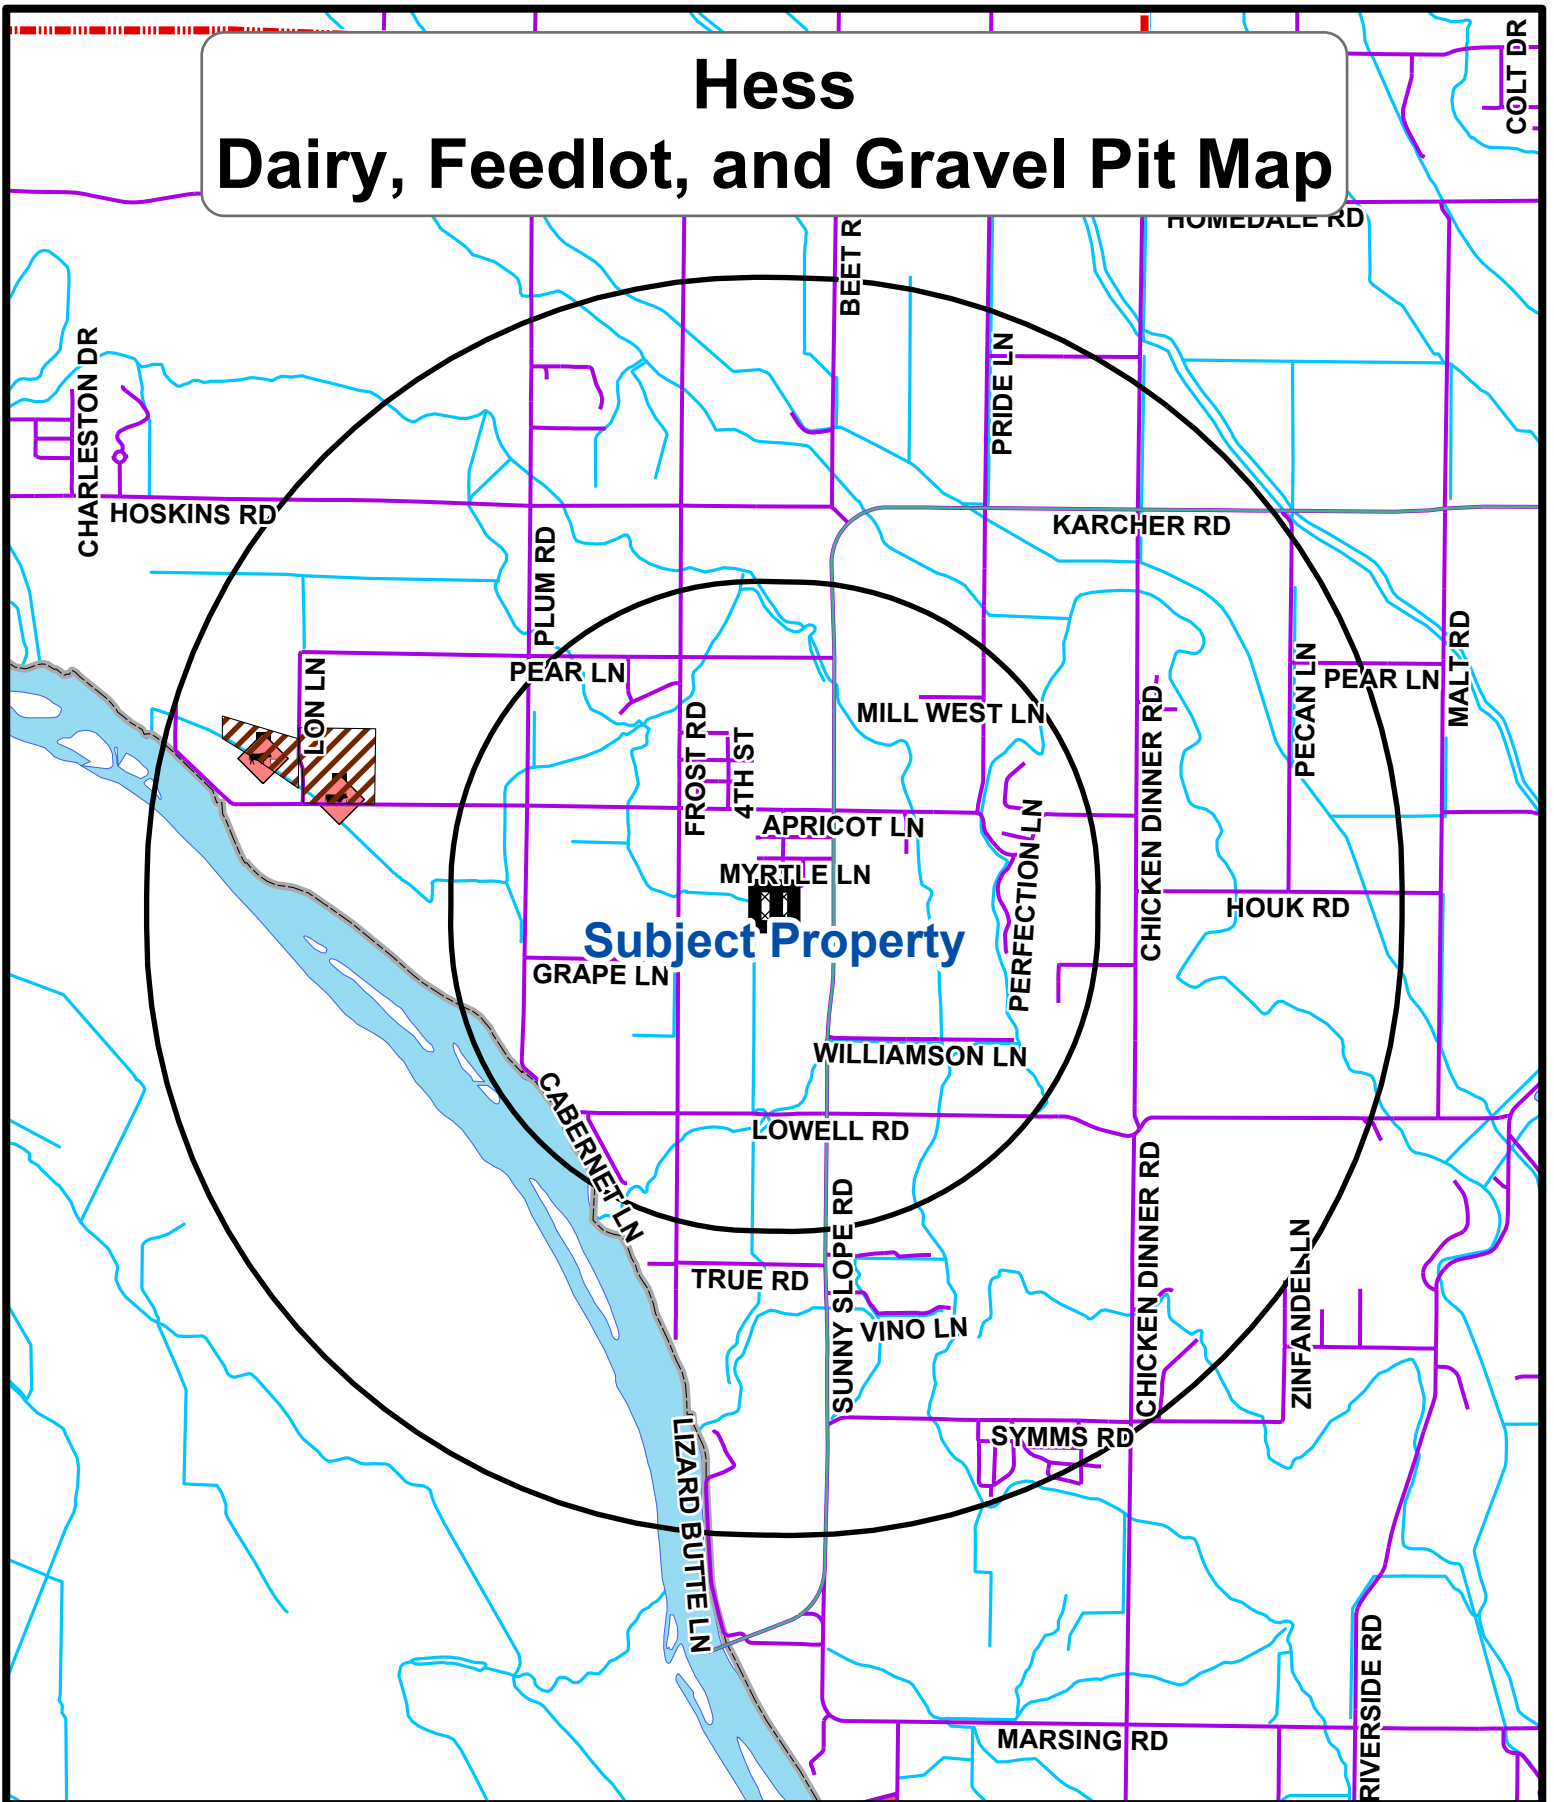 Hess
Dairy, Feedlot, and Gravel Pit Map
COLT DR
HOMEDALE RD
BEET R
CHARLESTON DR
PRIDE LN
HOSKINS RD
KARCHER RD
PLUM RD
PEAR LN
LON LN
MILL WEST LN
PECAN LN
PEAR LN
MALT RD
FROST RD
4TH ST
CHICKEN DINNER RD
APRICOT LN
MYRTLE LN
PERFECTION LN
HOUK RD
Subject Property
GRAPE LN
WILLIAMSON LN
CABERNET LN
LOWELL RD
SUNNY SLOPE RD
CHICKEN DINNER RD
ZINFANDEL LN
TRUE RD
VINO LN
LIZARD BUTTE LN
SYMMS RD
RIVERSIDE RD
MARSING RD